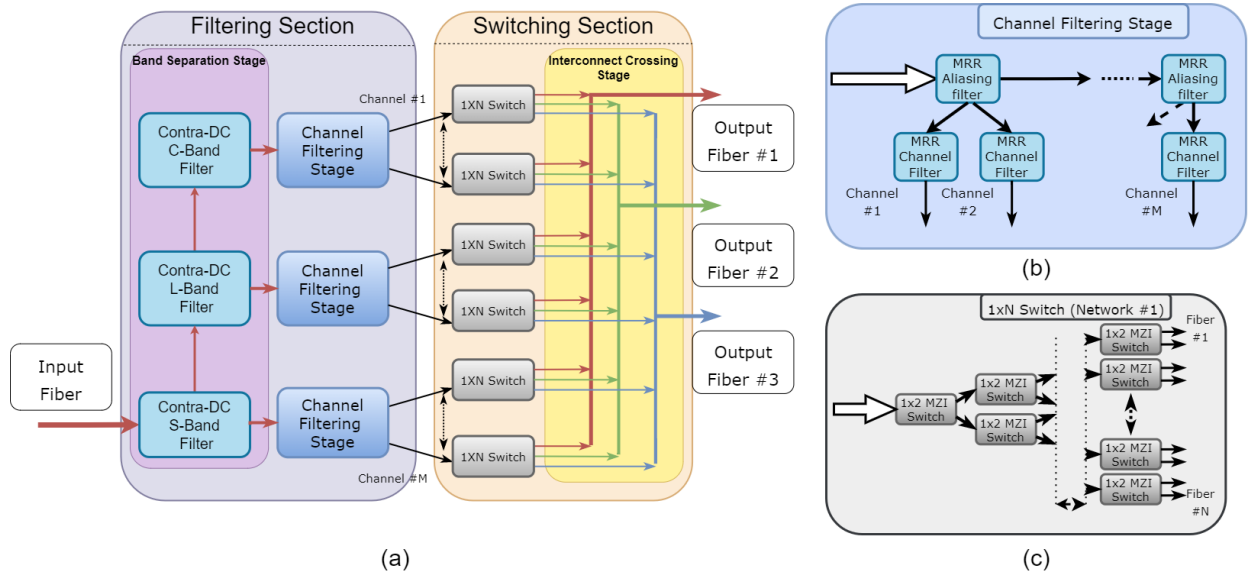 Filtering Section
Switching Section
Band Separation Stage
Interconnect Crossing
Stage
Contra-DC
C-Band
Filter
Channel
Filtering
Stage
Channel #1
1XN Switch
1XN Switch
Output
Fiber #1
Contra-DC
L-Band
Filter
Channel
Filtering
Stage
1XN Switch
1XN Switch
Output
Fiber #2
Input
Fiber
Contra-DC
S-Band
Filter
Channel
Filtering
Stage
Channel #M
1XN Switch
1XN Switch
Output
Fiber #3
(a)
Channel Filtering Stage
MRR
Aliasing
filter
MRR
Aliasing
filter
MRR
Channel
Filter
MRR
Channel
Filter
MRR
Channel
Filter
Channel
#1
Channel
#2
Channel
#M
(b)
1xN Switch (Network #1)
1x2 MZI
Switch
1x2 MZI
Switch
1x2 MZI
Switch
1x2 MZI
Switch
1x2 MZI
Switch
1x2 MZI
Switch
1x2 MZI
Switch
Fiber
#1
Fiber
#N
(c)